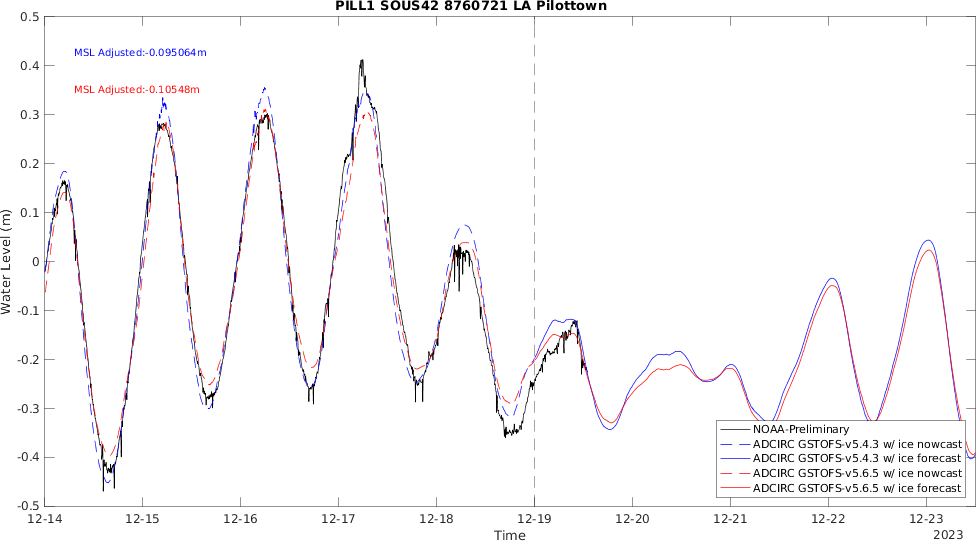 PILL1 SOUS42 8760721 LA Pilottown
MSL Adjusted:-0.095064m
MSL Adjusted:-0.10548m
Water Level (m)
0.5
0.4
0.3
0.2
0.1
0
-0.1
-0.2
-0.3
-0.4
-0.5
NOAA-Preliminary
ADCIRC GSTOFS-v5.4.3 w/ ice nowcast
ADCIRC GSTOFS-v5.4.3 w/ ice forecast
ADCIRC GSTOFS-v5.6.5 w/ ice nowcast
ADCIRC GSTOFS-v5.6.5 w/ ice forecast
12-14 12-15 12-16 12-17 12-18 12-19 12-20 12-21 12-22 12-23
Time
2023